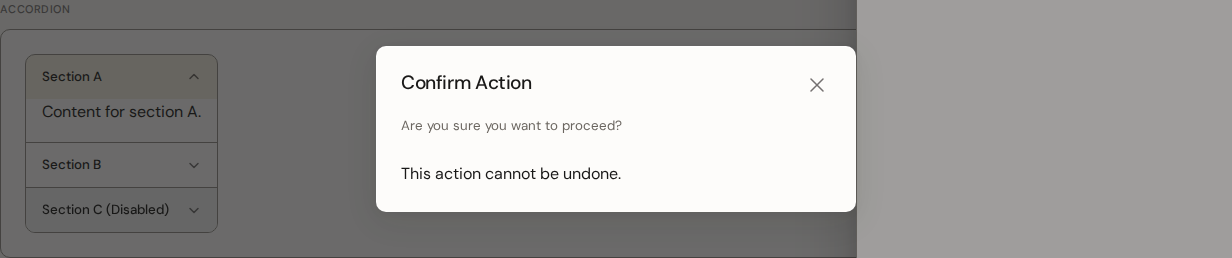 ACCORDION
Section A
Content for section A.
Section B
Section C (Disabled)
Confirm Action
Are you sure you want to proceed?
This action cannot be undone.